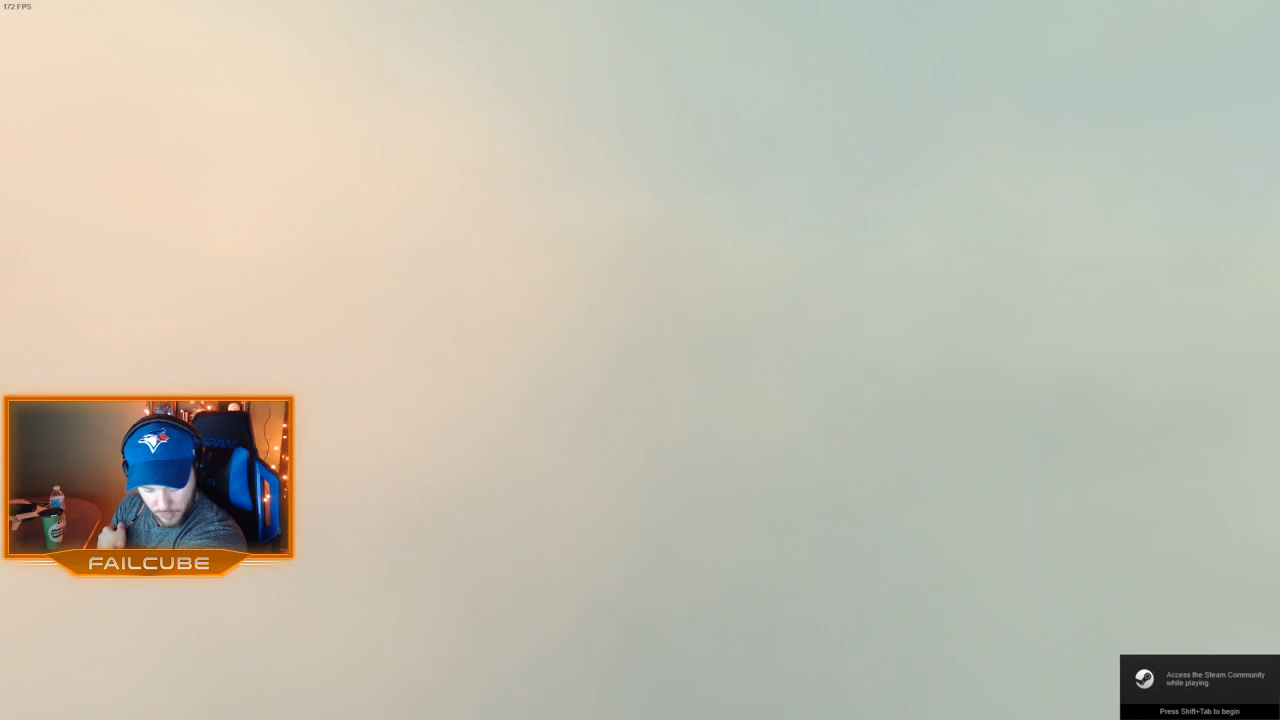 172 FPS
FAILCUBE
Access the Steam Community
while playing
Press Shift+Tab to begin